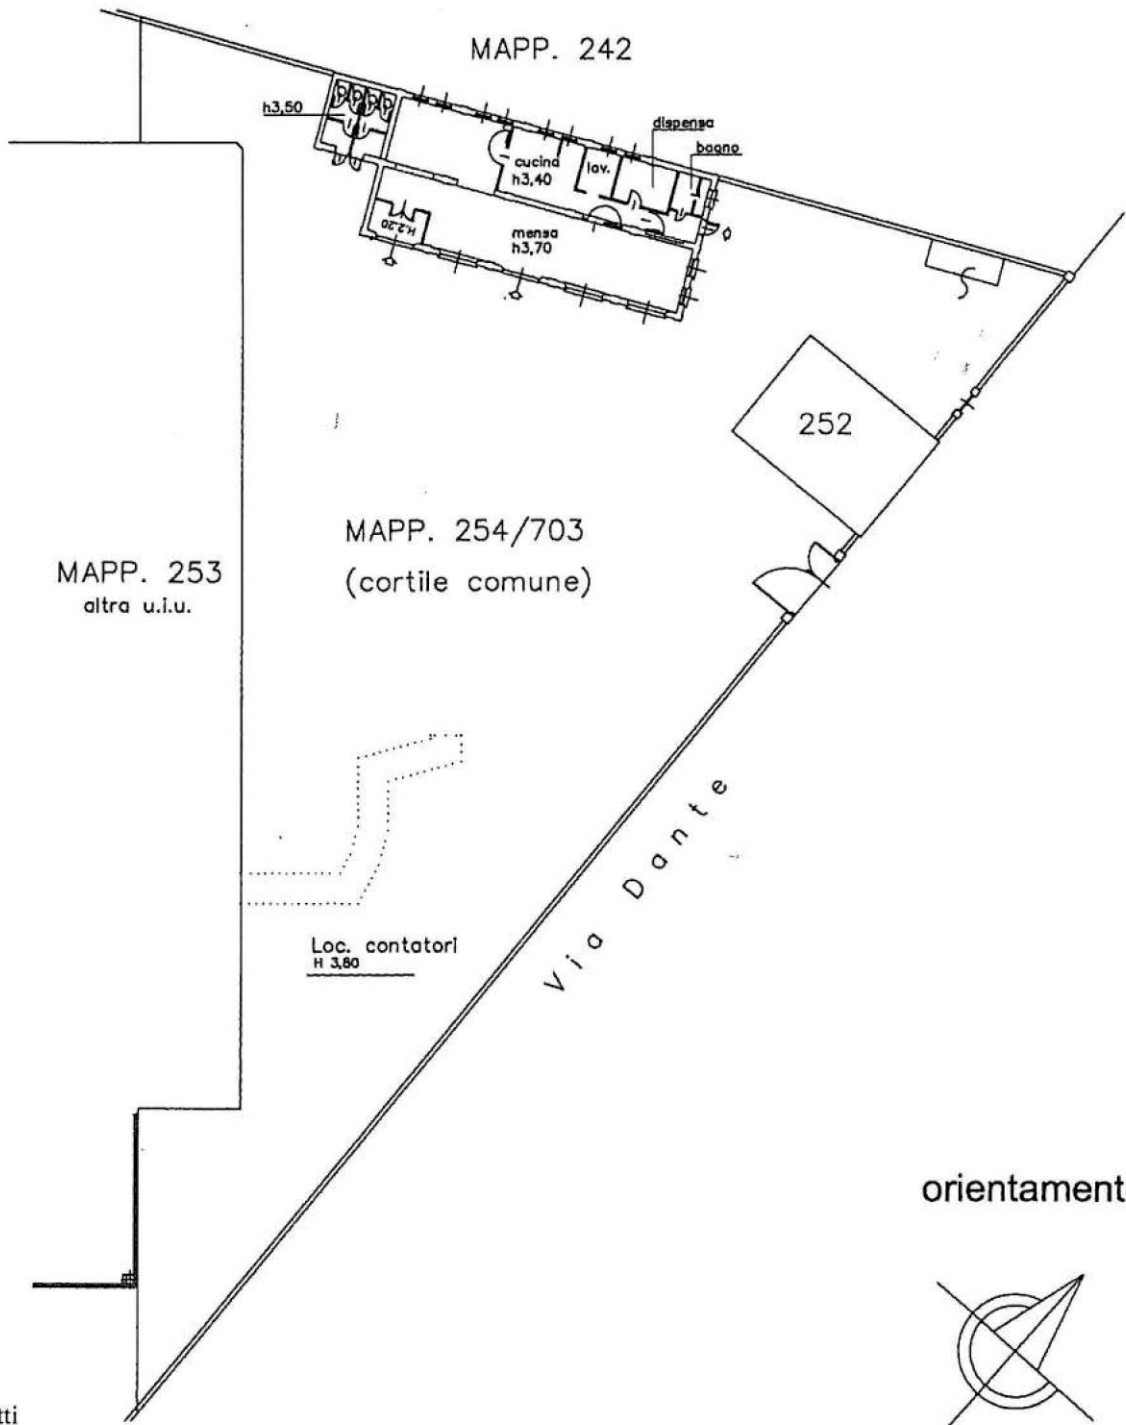 MAPP. 242
h3,50
dispensa
bagno
cucina
h3,40
lav.
mensa
h3,70
H.2.20
252
MAPP. 254/703
(cortile comune)
MAPP. 253
altra u.i.u.
Via Dante
Loc. contatori
H 3,80
orientament
tti